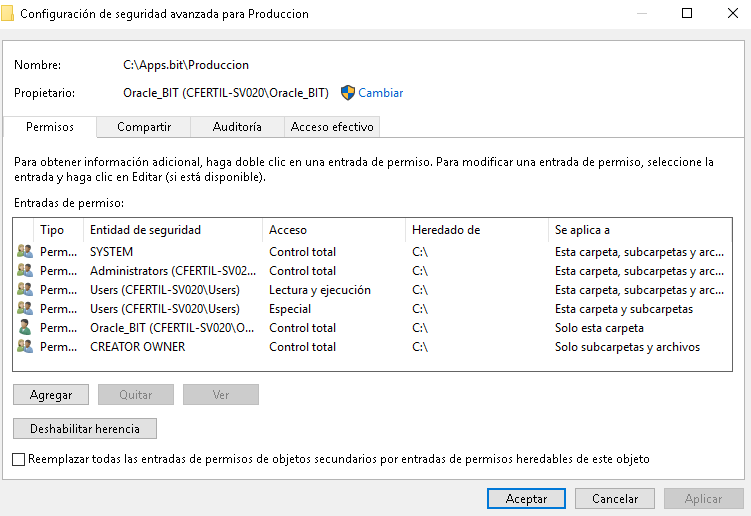 Configuración de seguridad avanzada para Produccion
Nombre: C:\Apps.bit\Produccion
Propietario: Oracle_BIT (CFERTIL-SV020\Oracle_BIT) Cambiar
Permisos Compartir Auditoría Acceso efectivo
Para obtener información adicional, haga doble clic en una entrada de permiso. Para modificar una entrada de permiso, seleccione la
entrada y haga clic en Editar (si está disponible).
Entradas de permiso:
Tipo Entidad de seguridad Acceso Heredado de Se aplica a
Perm... SYSTEM Control total C:\ Esta carpeta, subcarpetas y arc...
Perm... Administrators (CFERTIL-SV02... Control total C:\ Esta carpeta, subcarpetas y arc...
Perm... Users (CFERTIL-SV020\Users) Lectura y ejecución C:\ Esta carpeta, subcarpetas y arc...
Perm... Users (CFERTIL-SV020\Users) Especial C:\ Esta carpeta y subcarpetas
Perm... Oracle_BIT (CFERTIL-SV020\O... Control total C:\ Solo esta carpeta
Perm... CREATOR OWNER Control total C:\ Solo subcarpetas y archivos
Agregar Quitar Ver
Deshabilitar herencia
Reemplazar todas las entradas de permisos de objetos secundarios por entradas de permisos heredables de este objeto
Aceptar Cancelar Aplicar